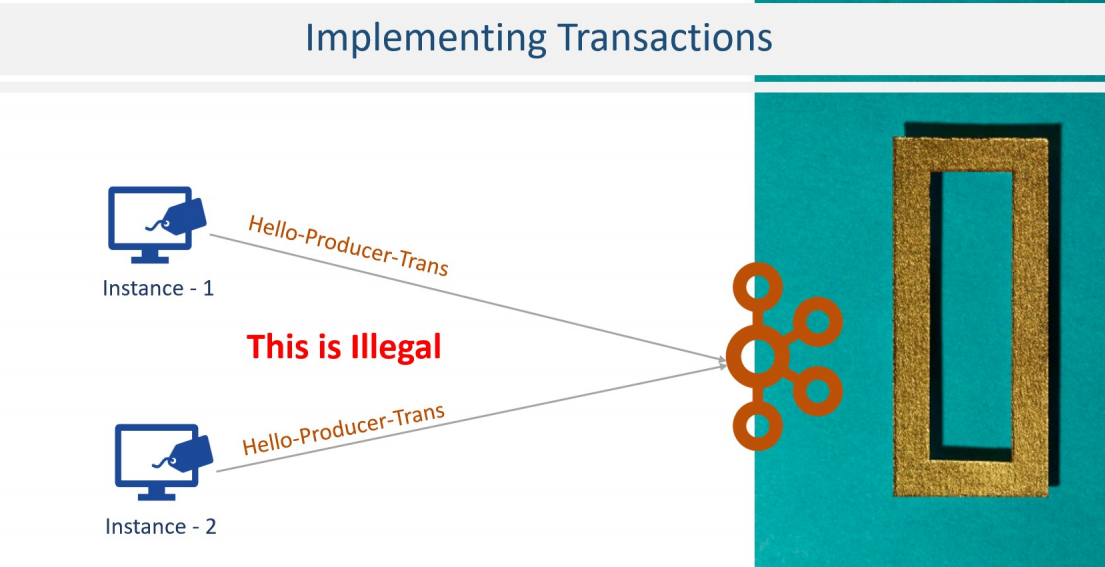 Implementing Transactions
Hello-Producer-Trans
Instance - 1
This is Illegal
Hello-Producer-Trans
Instance - 2